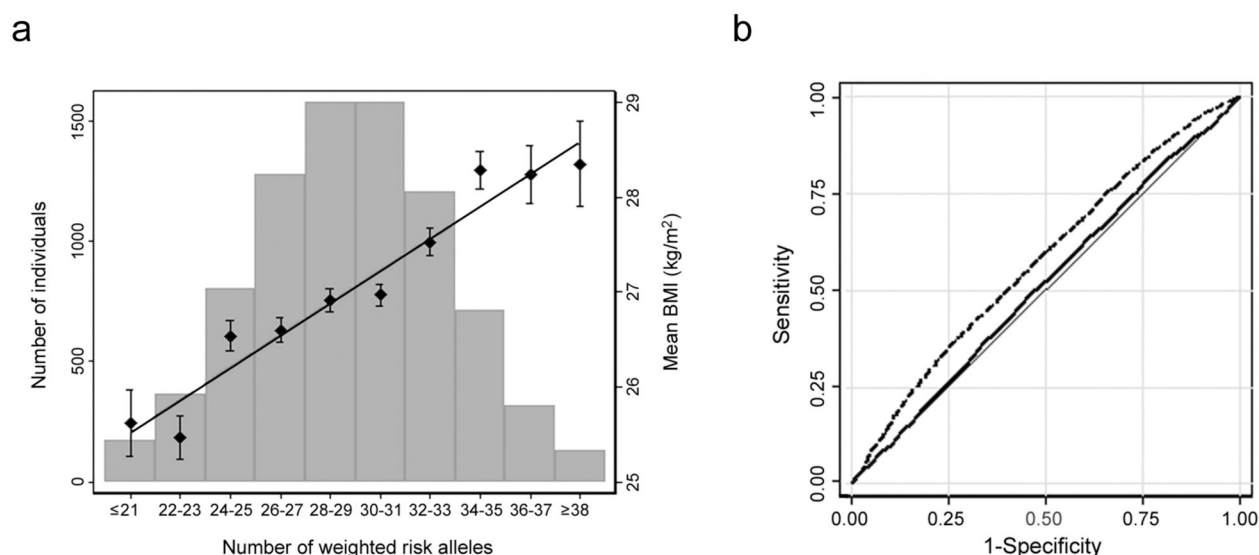 a
b
Number of individuals
0
500
1000
1500
Mean BMI (kg/m²)
25
26
27
28
29
≤21 22-23 24-25 26-27 28-29 30-31 32-33 34-35 36-37 ≥38
Number of weighted risk alleles
Sensitivity
0.00
0.25
0.50
0.75
1.00
0.00 0.25 0.50 0.75 1.00
1-Specificity